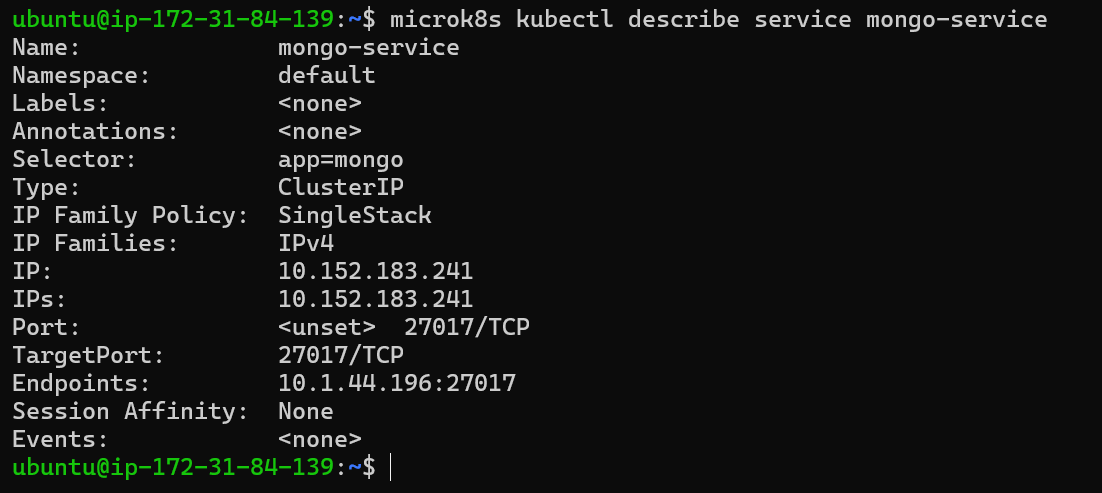 ubuntu@ip-172-31-84-139:~$ microk8s kubectl describe service mongo-service
Name:              mongo-service
Namespace:         default
Labels:            <none>
Annotations:       <none>
Selector:          app=mongo
Type:              ClusterIP
IP Family Policy:  SingleStack
IP Families:       IPv4
IP:                10.152.183.241
IPs:               10.152.183.241
Port:              <unset>  27017/TCP
TargetPort:        27017/TCP
Endpoints:         10.1.44.196:27017
Session Affinity:  None
Events:            <none>
ubuntu@ip-172-31-84-139:~$